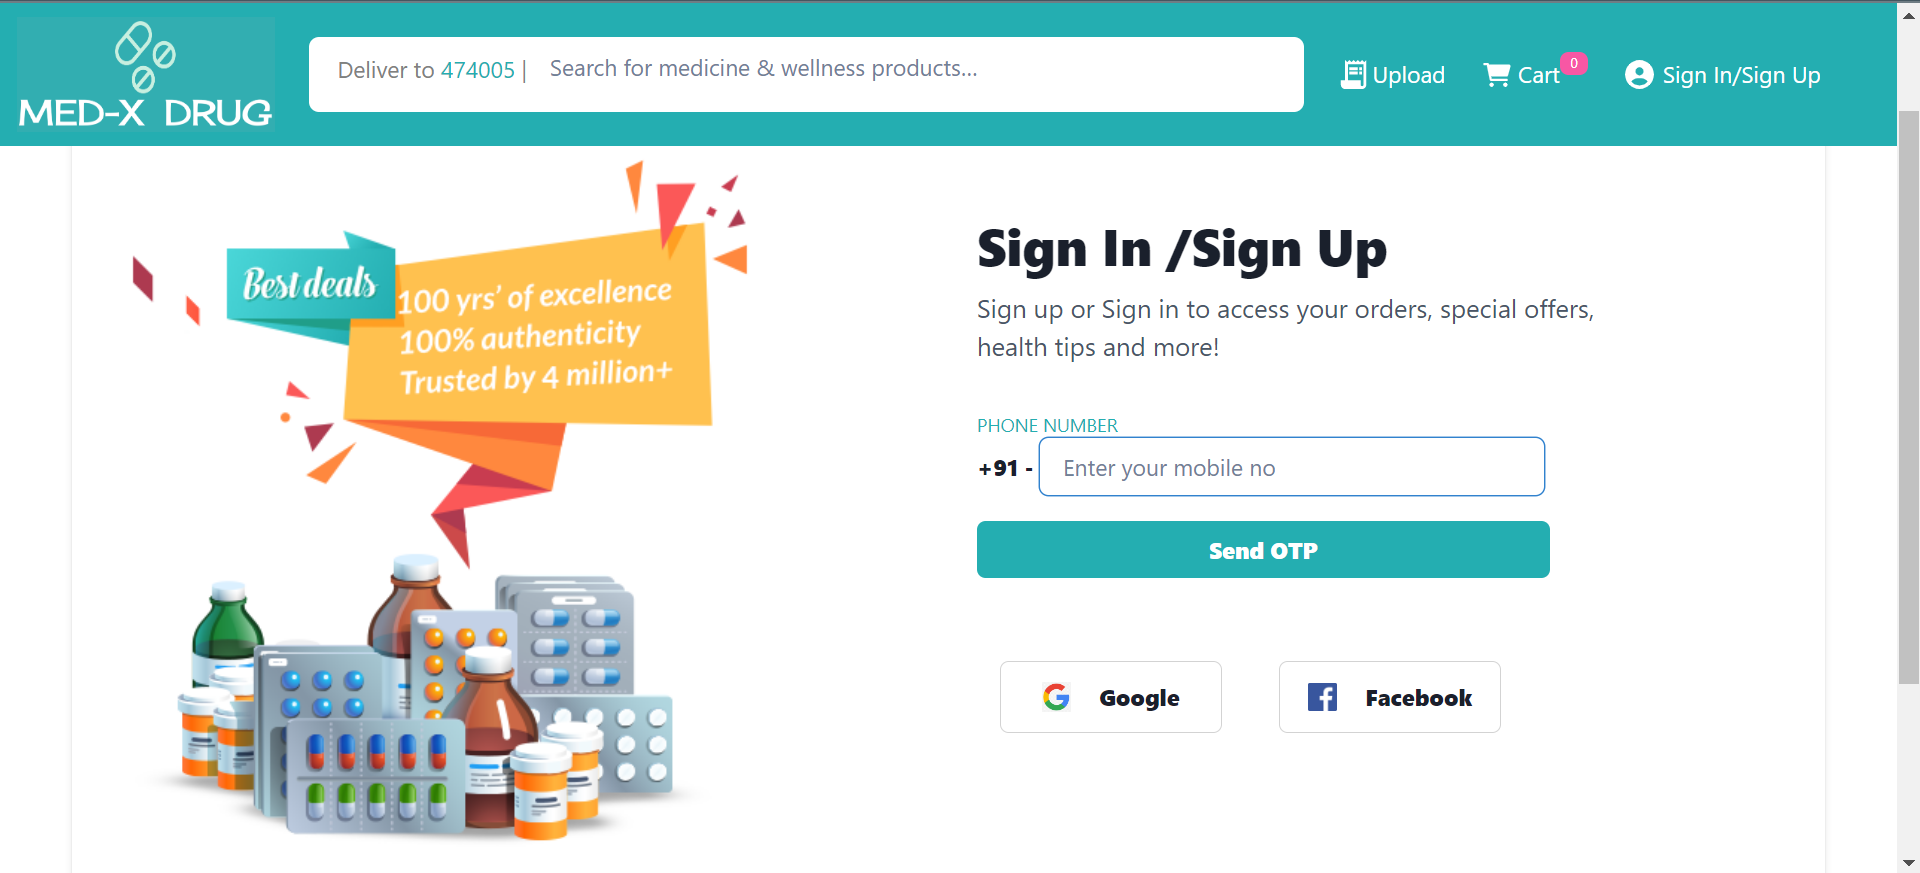 MED-X DRUG
Deliver to 474005 | Search for medicine & wellness products...
Upload
Cart
0
Sign In/Sign Up
Best deals
100 yrs' of excellence
100% authenticity
Trusted by 4 million+
Sign In /Sign Up
Sign up or Sign in to access your orders, special offers,
health tips and more!
PHONE NUMBER
+91 - Enter your mobile no
Send OTP
Google
Facebook